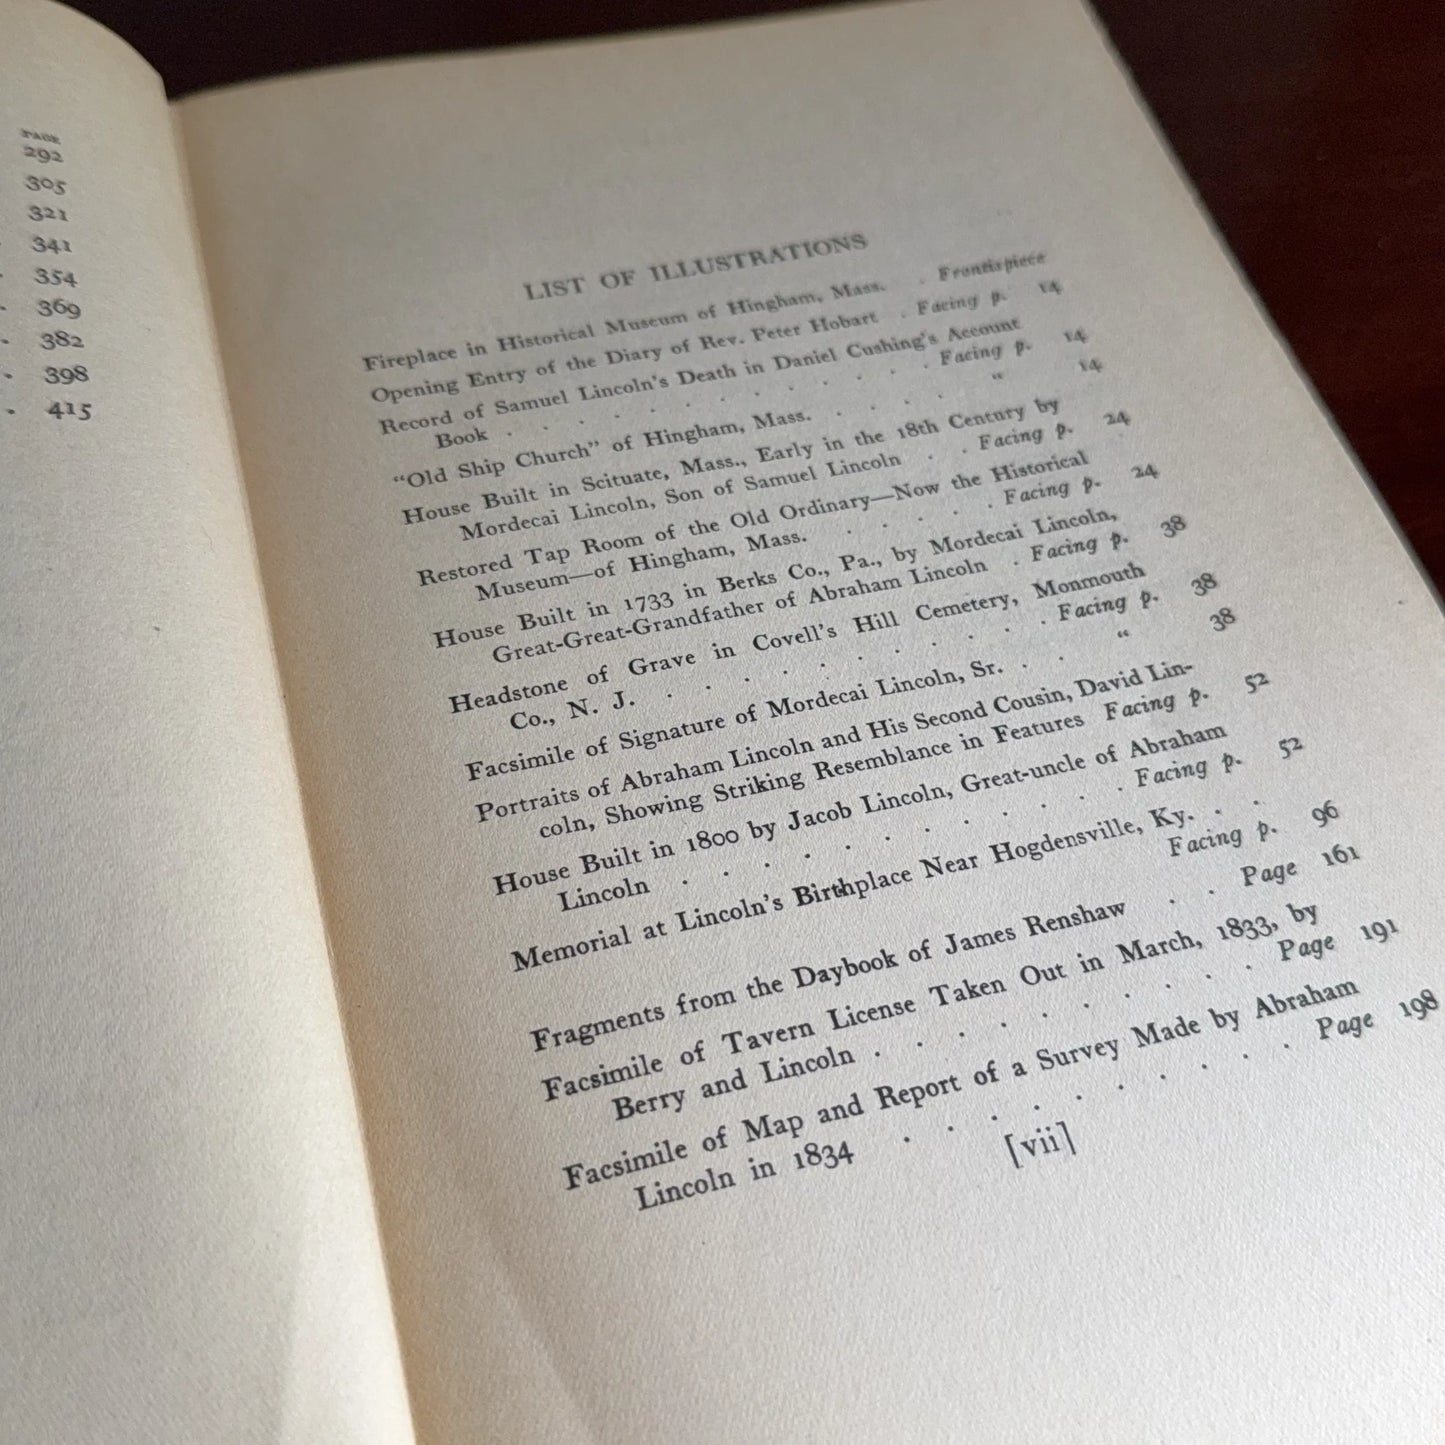 PAGE
292
305
321
341
354
369
382
398
415
LIST OF ILLUSTRATIONS
Fireplace in Historical Museum of Hingham, Mass. . Frontispiece
Opening Entry of the Diary of Rev. Peter Hobart . Facing p. 14
Record of Samuel Lincoln's Death in Daniel Cushing's Account
Book . . . . . . . . . . Facing p. 14
"Old Ship Church" of Hingham, Mass. . . . . " 14
House Built in Scituate, Mass., Early in the 18th Century by
Mordecai Lincoln, Son of Samuel Lincoln . . Facing p. 24
Restored Tap Room of the Old Ordinary—Now the Historical
Museum—of Hingham, Mass. . . . . . Facing p. 24
House Built in 1733 in Berks Co., Pa., by Mordecai Lincoln,
Great-Great-Grandfather of Abraham Lincoln . Facing p. 38
Headstone of Grave in Covell's Hill Cemetery, Monmouth
Co., N. J. . . . . . . . . . . Facing p. 38
Facsimile of Signature of Mordecai Lincoln, Sr. . . " 38
Portraits of Abraham Lincoln and His Second Cousin, David Lin-
coln, Showing Striking Resemblance in Features Facing p. 52
House Built in 1800 by Jacob Lincoln, Great-uncle of Abraham
Lincoln . . . . . . . . . . . Facing p. 52
Memorial at Lincoln's Birthplace Near Hogdensville, Ky. . .
Facing p. 96
Fragments from the Daybook of James Renshaw . . Page 161
Facsimile of Tavern License Taken Out in March, 1833, by
Berry and Lincoln . . . . . . . . . . Page 191
Facsimile of Map and Report of a Survey Made by Abraham
Lincoln in 1834 . . . . . . . . . . Page 198
[vii]